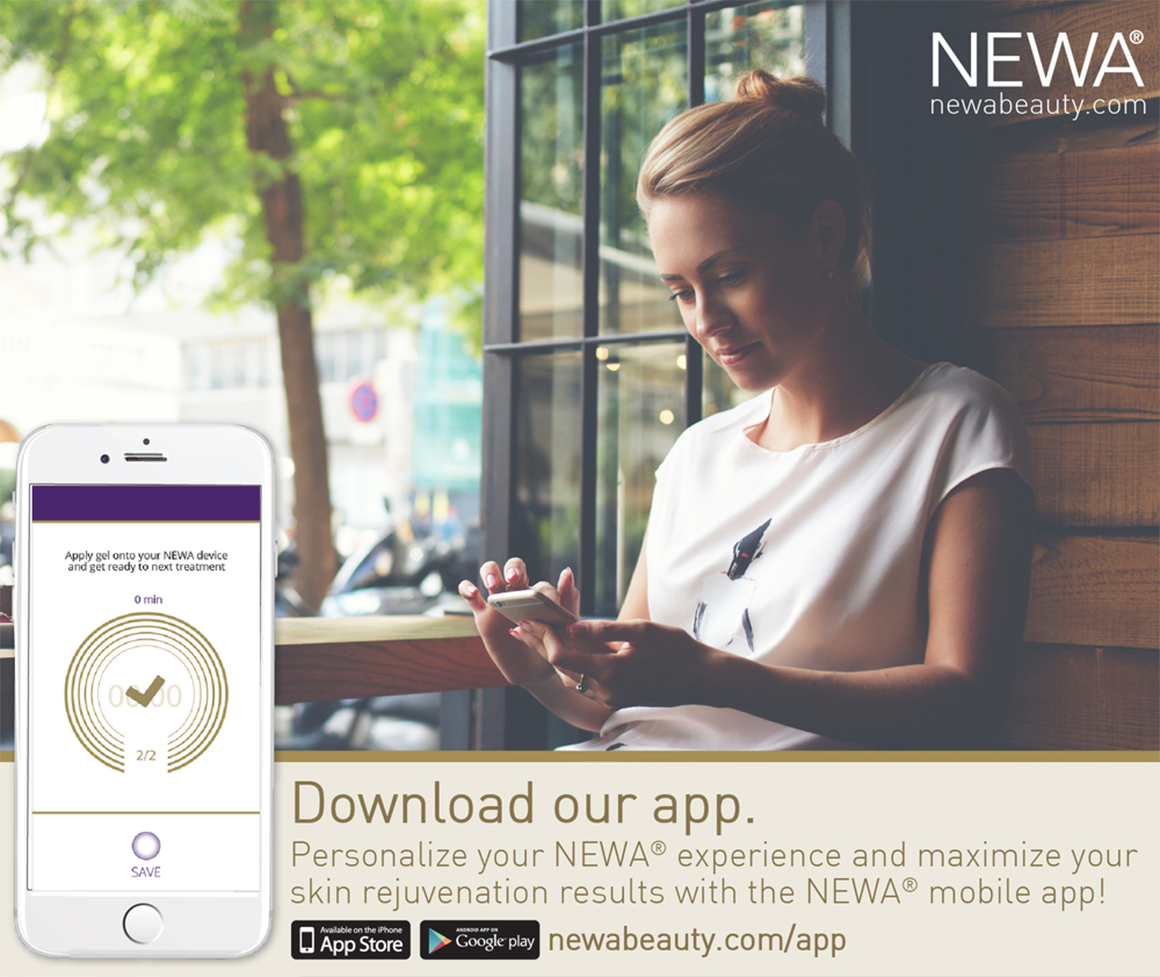 NEWA®
newabeauty.com
Apply gel onto your NEWA device
and get ready to next treatment
0 min
00:00
2/2
SAVE
Download our app.
Personalize your NEWA® experience and maximize your
skin rejuvenation results with the NEWA® mobile app!
Available on the iPhone
App Store
ANDROID APP ON
Google play
newabeauty.com/app